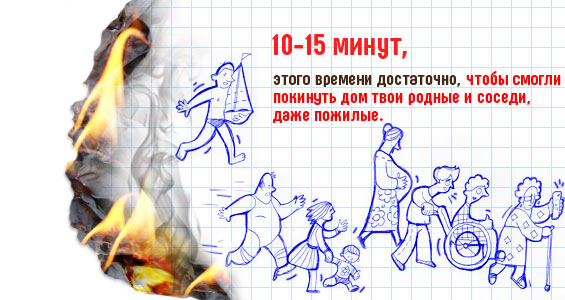 10-15 минут,
этого времени достаточно, чтобы смогли
покинуть дом твои родные и соседи,
даже пожилые.